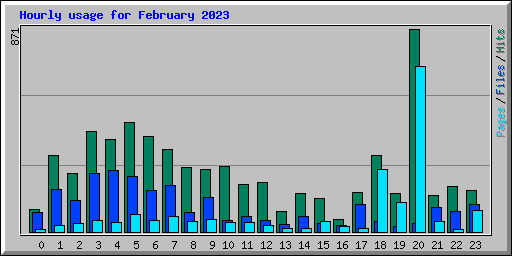 Hourly usage for February 2023
871
Pages / Files / Hits
0 1 2 3 4 5 6 7 8 9 10 11 12 13 14 15 16 17 18 19 20 21 22 23